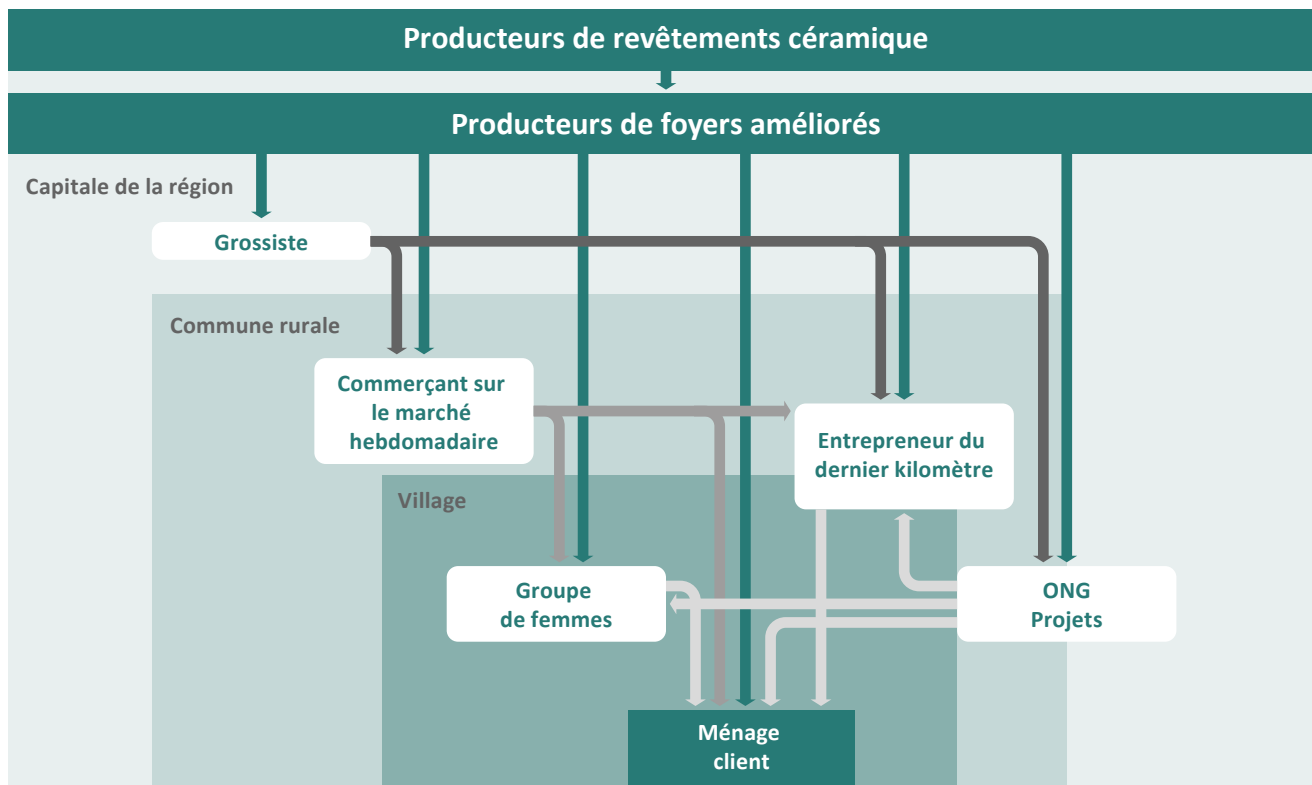 Producteurs de revêtements céramique
Producteurs de foyers améliorés
Capitale de la région
Grossiste
Commune rurale
Commerçant sur
le marché
hebdomadaire
Entrepreneur du
dernier kilomètre
Village
Groupe
de femmes
ONG
Projets
Ménage
client